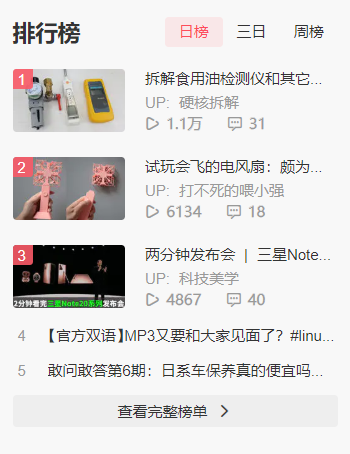 排行榜
日榜 三日 周榜
1
拆解食用油检测仪和其它...
UP：硬核拆解
1.1万 31
2
试玩会飞的电风扇：颇为...
UP：打不死的喂小强
6134 18
3
两分钟发布会 | 三星Note...
2分钟看完三星Note20系列发布会
UP：科技美学
4867 40
4 【官方双语】MP3又要和大家见面了？#linu...
5 敢问敢答第6期：日系车保养真的便宜吗...
查看完整榜单